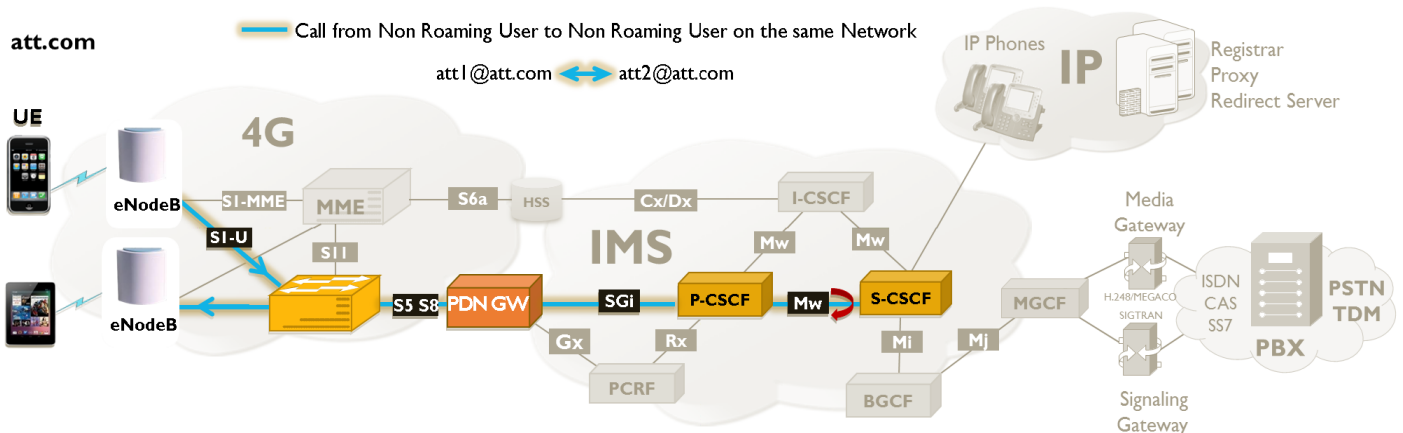 att.com
Call from Non Roaming User to Non Roaming User on the same Network
att1@att.com att2@att.com
IP Phones
IP
Registrar
Proxy
Redirect Server
UE
4G
eNodeB
S1-MME
MME
S6a
HSS
Cx/Dx
I-CSCF
S1-U
S11
IMS
Mw
Mw
Media
Gateway
eNodeB
S5 S8
PDN GW
SGi
P-CSCF
Mw
S-CSCF
MGCF
H.248/MEGACO
SIGTRAN
ISDN
CAS
SS7
PBX
PSTN
TDM
Gx
Rx
PCRF
Mi
Mj
BGCF
Signaling
Gateway